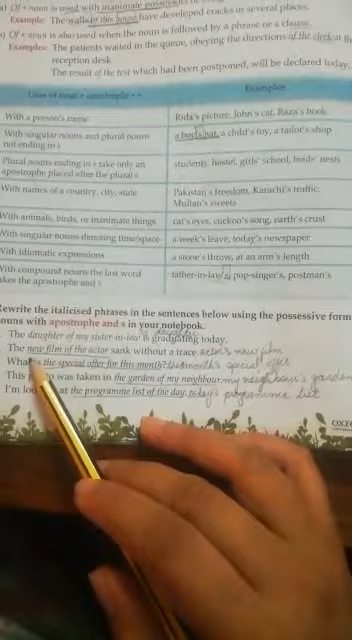 Of + noun is used with inanimate possessions
Example: The walls of this house have developed cracks in several places.
Of + noun is also used when the noun is followed by a phrase or a clause.
Examples: The patients waited in the queue, obeying the directions of the clerk at the
reception desk.
The result of the test which had been postponed, will be declared today.
Uses of noun + apostrophe + s
Examples
With a person's name
Rida's picture, John's cat, Raza's book
With singular nouns and plural nouns
not ending in s
a bird's hat, a child's toy, a tailor's shop
Plural nouns ending in s take only an
apostrophe placed after the plural s
students' hostel, girls' school, birds' nests
With names of a country, city, state
Pakistan's freedom, Karachi's traffic,
Multan's sweets
With animals, birds, or inanimate things
cat's eyes, cuckoo's song, earth's crust
With singular nouns denoting time/space
a week's leave, today's newspaper
With idiomatic expressions
a stone's throw, at an arm's length
With compound nouns the last word
takes the apostrophe and s
father-in-law's, pop-singer's, postman's
Rewrite the italicised phrases in the sentences below using the possessive form
nouns with apostrophe and s in your notebook.
The daughter of my sister-in-law is graduating today.
The new film of the actor sank without a trace. actor's new film
What's the special offer for this month? this month's special offer
This was taken in the garden of my neighbour. my neighbour's garden
I'm at the programme list of the day. today's programme list